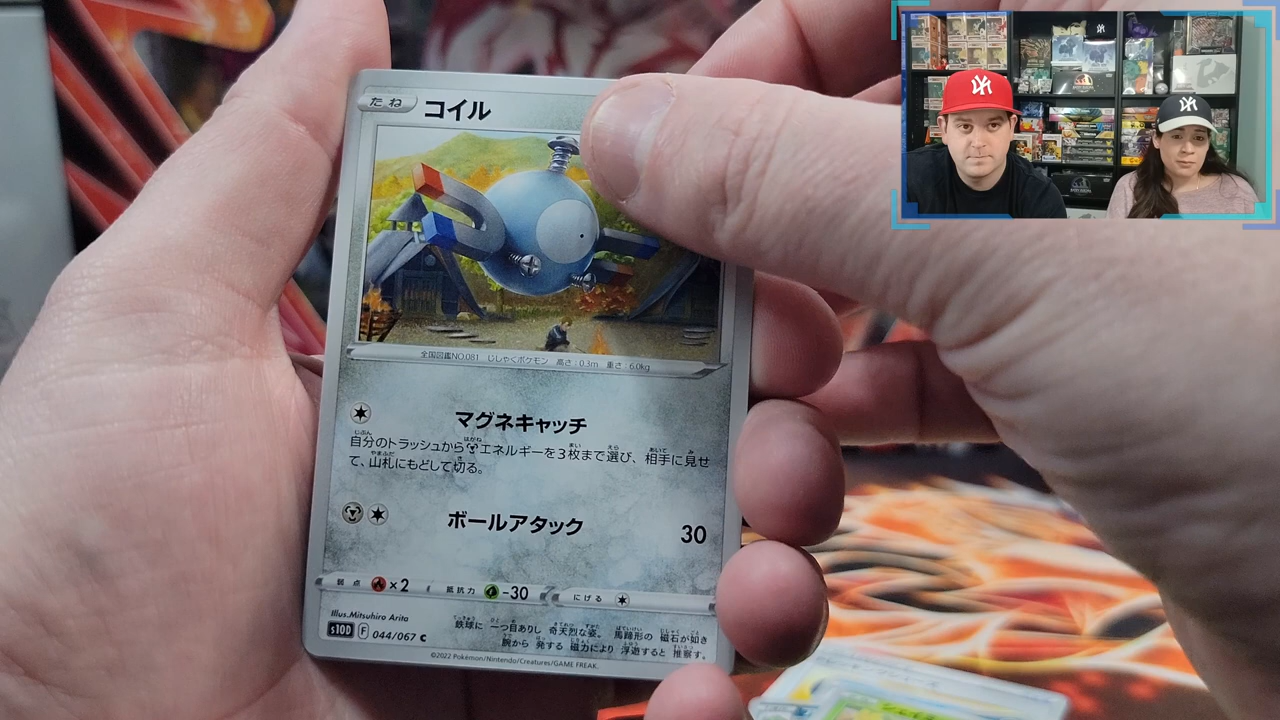 たね コイル
全国図鑑NO.081 じしゃくポケモン 高さ:0.3m 重さ:6.0kg
マグネキャッチ
自分のトラッシュからエネルギーを3枚まで選び、相手に見せ
て、山札にもどして切る。
ボールアタック 30
弱点 ×2 抵抗力 -30 にげる
Illus.Mitsuhiro Arita
s10D F 044/067 C
鉄球に 一つ目ありし 奇天烈な姿。 馬蹄形の 磁石が如き
腕から 発する 磁力により 浮遊すると 推察す。
©2022 Pokémon/Nintendo/Creatures/GAME FREAK.